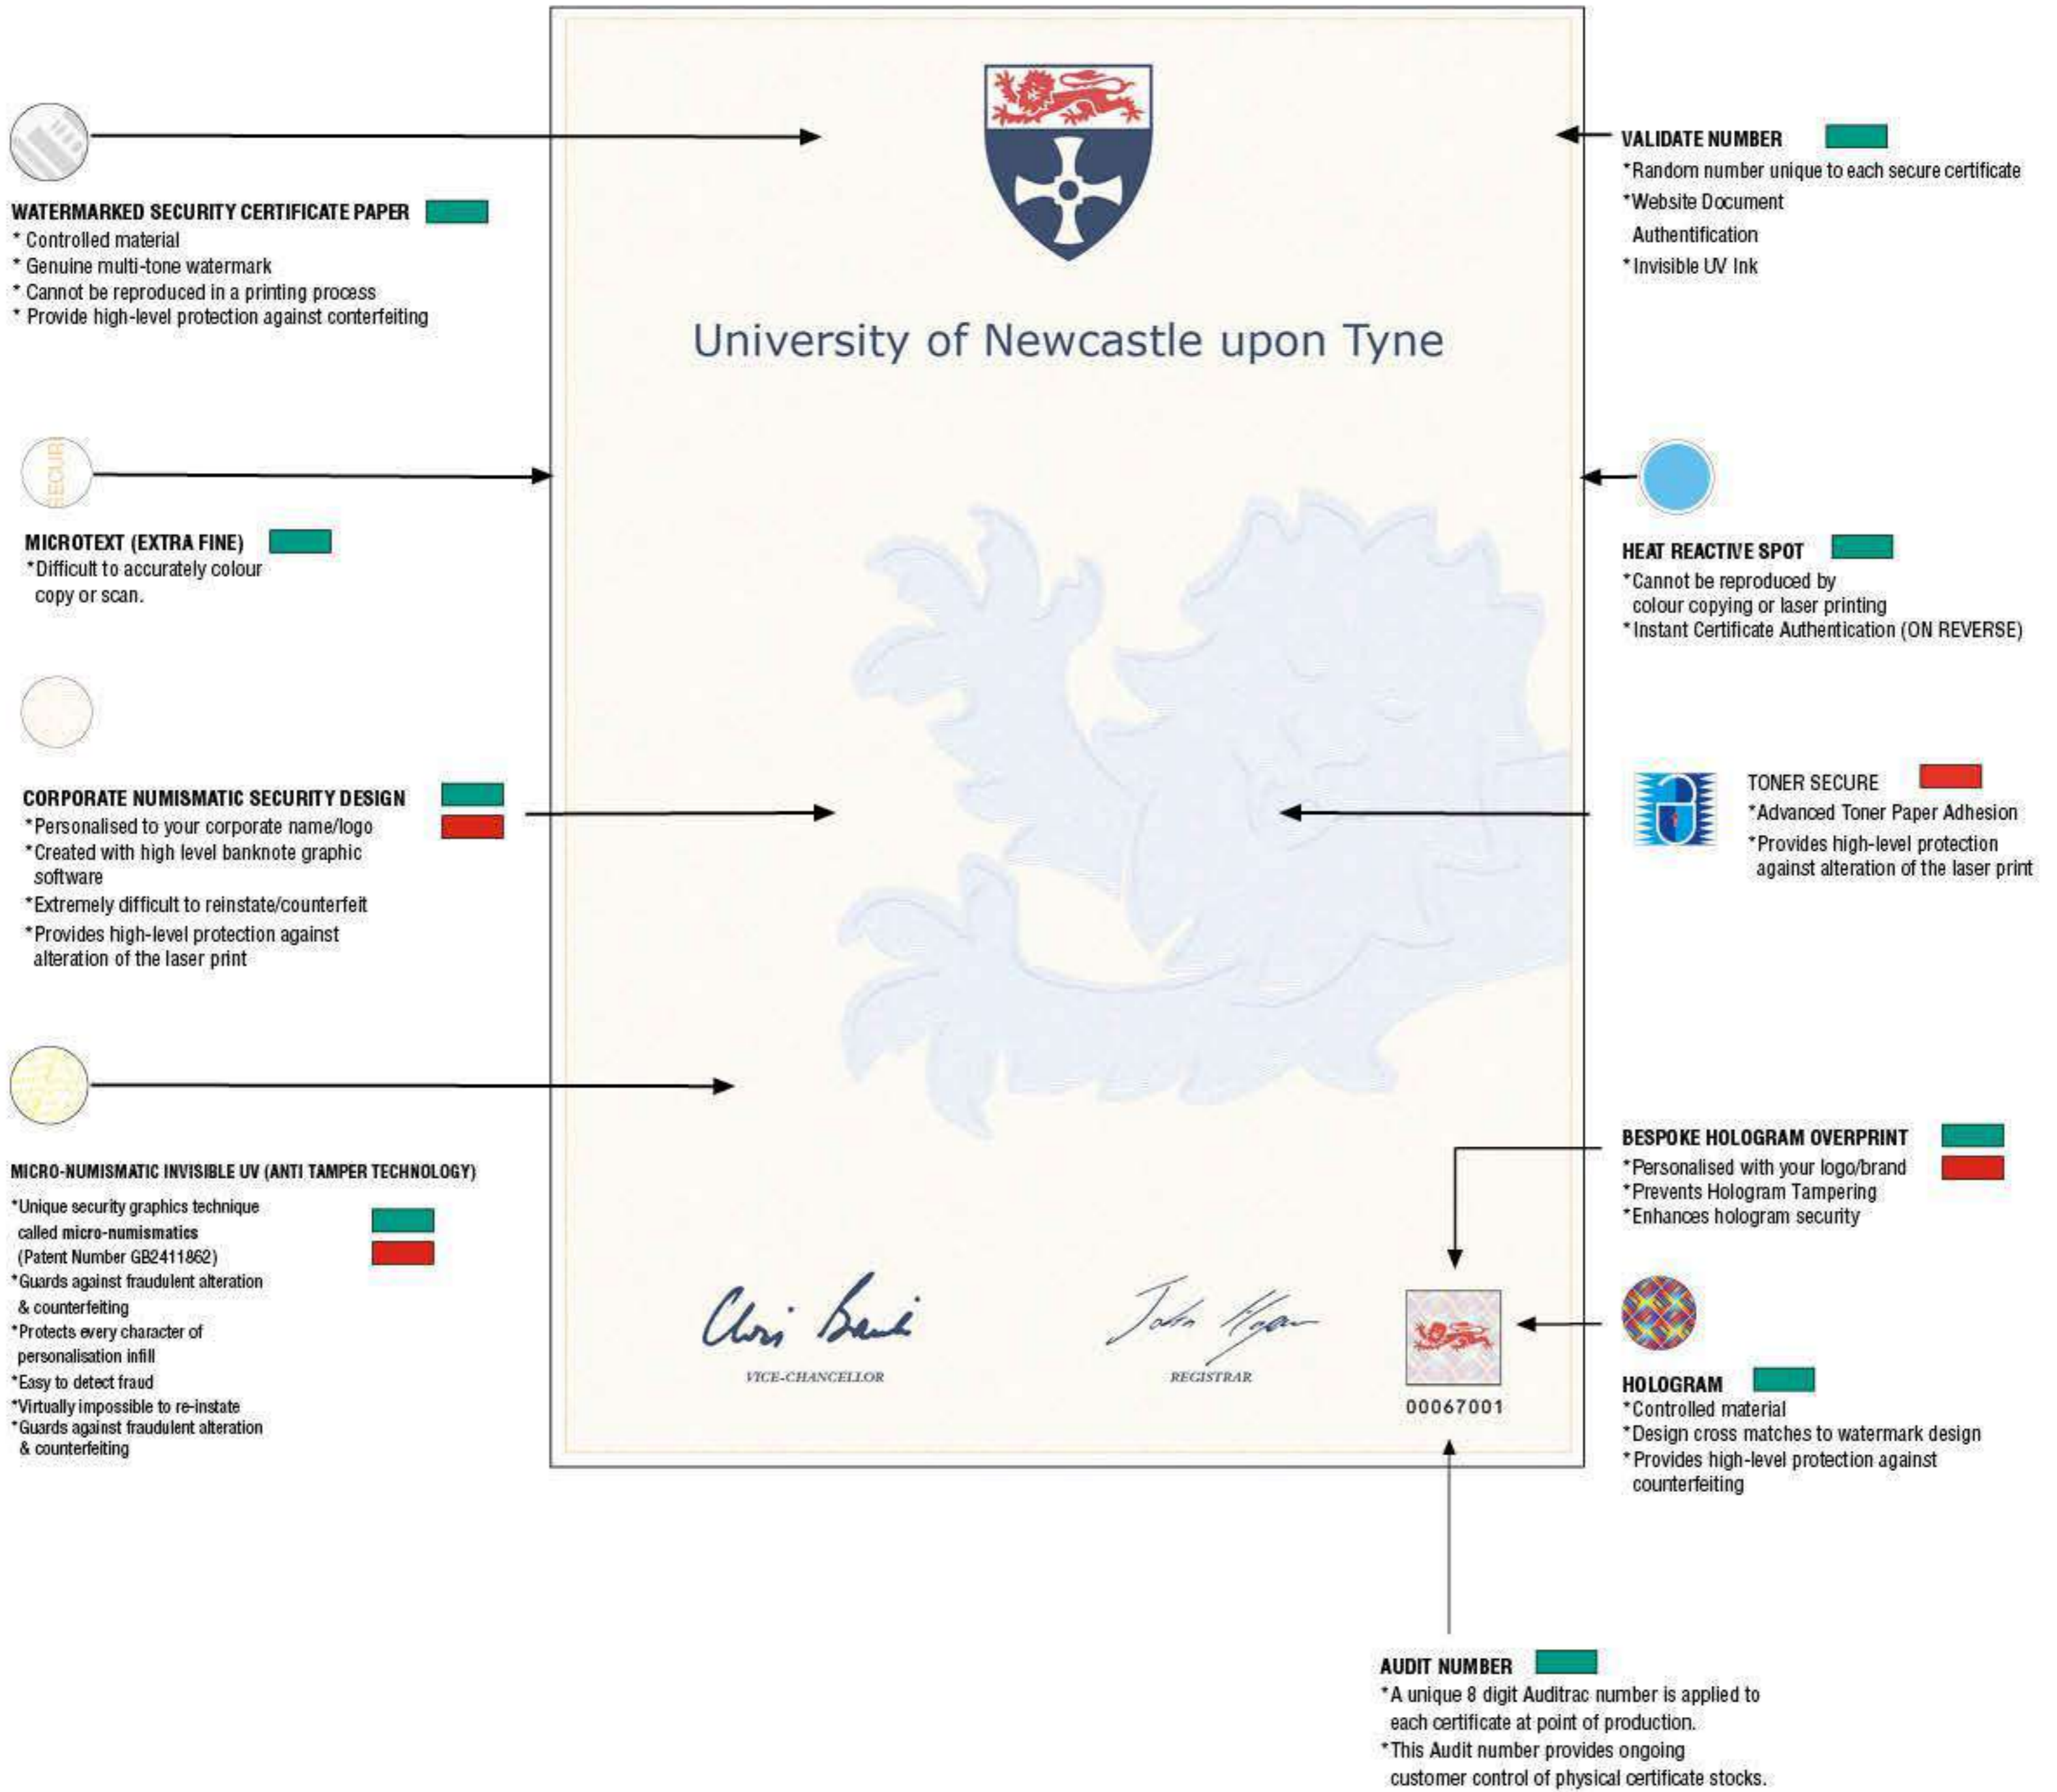 WATERMARKED SECURITY CERTIFICATE PAPER
* Controlled material
* Genuine multi-tone watermark
* Cannot be reproduced in a printing process
* Provide high-level protection against conterfeiting
SECUR
MICROTEXT (EXTRA FINE)
*Difficult to accurately colour
copy or scan.
CORPORATE NUMISMATIC SECURITY DESIGN
*Personalised to your corporate name/logo
*Created with high level banknote graphic
software
*Extremely difficult to reinstate/counterfeit
*Provides high-level protection against
alteration of the laser print
MICRO-NUMISMATIC INVISIBLE UV (ANTI TAMPER TECHNOLOGY)
*Unique security graphics technique
called micro-numismatics
(Patent Number GB2411862)
*Guards against fraudulent alteration
& counterfeiting
*Protects every character of
personalisation infill
*Easy to detect fraud
*Virtually impossible to re-instate
*Guards against fraudulent alteration
& counterfeiting
University of Newcastle upon Tyne
Chris
VICE-CHANCELLOR
John
REGISTRAR
00067001
VALIDATE NUMBER
*Random number unique to each secure certificate
*Website Document
Authentification
*Invisible UV Ink
HEAT REACTIVE SPOT
*Cannot be reproduced by
colour copying or laser printing
*Instant Certificate Authentication (ON REVERSE)
TONER SECURE
*Advanced Toner Paper Adhesion
*Provides high-level protection
against alteration of the laser print
BESPOKE HOLOGRAM OVERPRINT
*Personalised with your logo/brand
*Prevents Hologram Tampering
*Enhances hologram security
HOLOGRAM
*Controlled material
*Design cross matches to watermark design
*Provides high-level protection against
counterfeiting
AUDIT NUMBER
*A unique 8 digit Auditrac number is applied to
each certificate at point of production.
*This Audit number provides ongoing
customer control of physical certificate stocks.